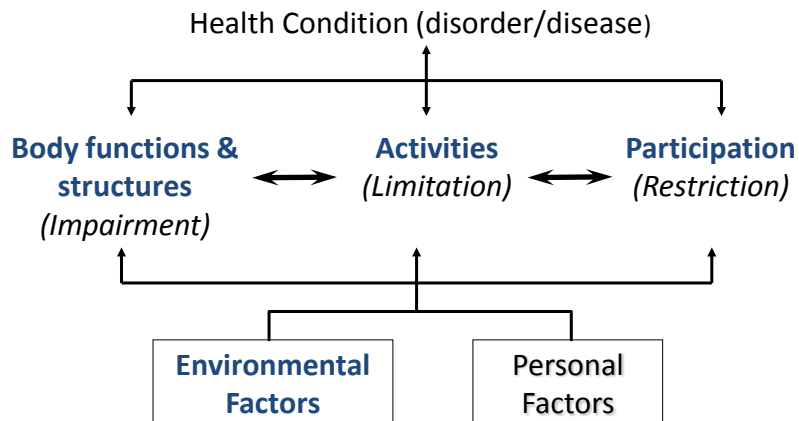 Health Condition (disorder/disease)
Body functions &
structures
(Impairment)
Activities
(Limitation)
Participation
(Restriction)
Environmental
Factors
Personal
Factors